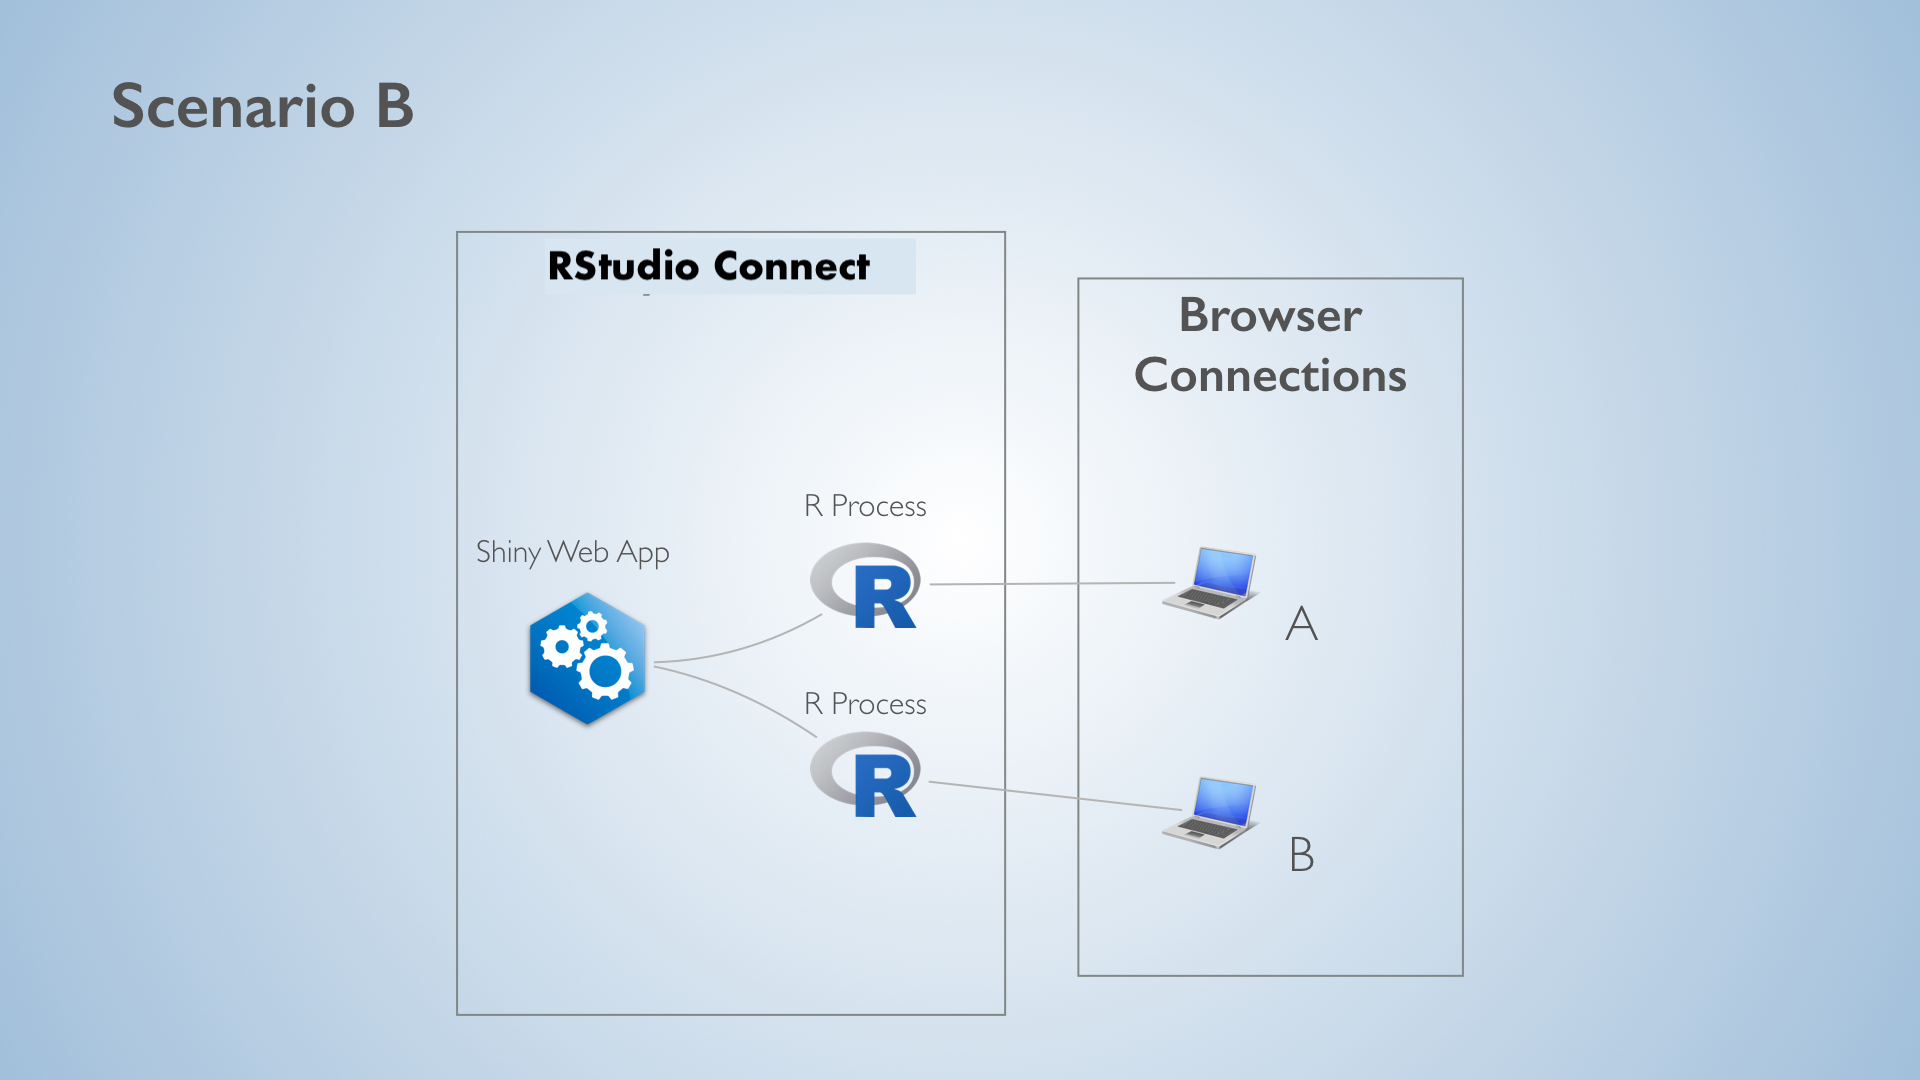 Scenario B
RStudio Connect
Browser
Connections
R Process
Shiny Web App
R
A
R Process
R
B